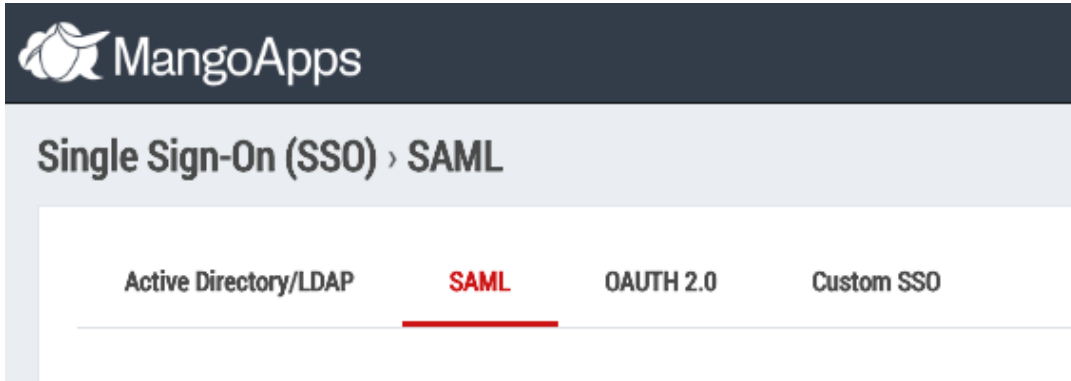 MangoApps
Single Sign-On (SSO) › SAML
Active Directory/LDAP SAML OAUTH 2.0 Custom SSO